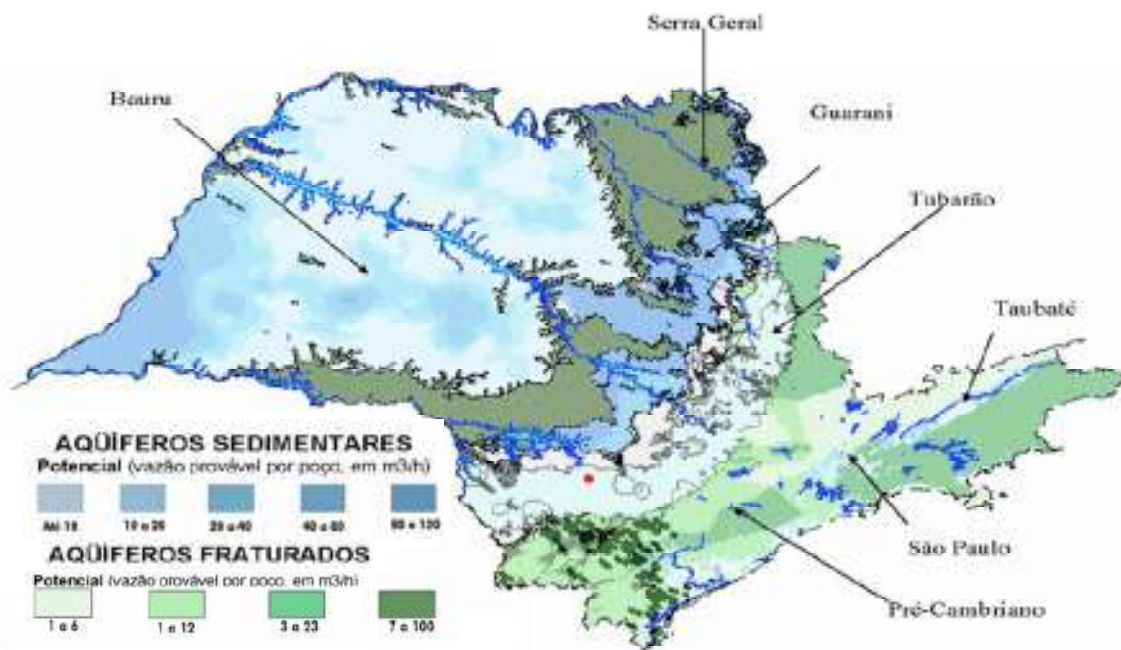 Serra Geral
Bauru
Guarani
Tubarão
Taubaté
AQÜÍFEROS SEDIMENTARES
Potencial (vazão provável por poço, em m3/h)
Até 10
10 a 20
20 a 40
40 a 80
80 a 120
AQÜÍFEROS FRATURADOS
Potencial (vazão provável por poço, em m3/h)
1 a 6
1 a 12
3 a 23
7 a 100
São Paulo
Pré-Cambriano